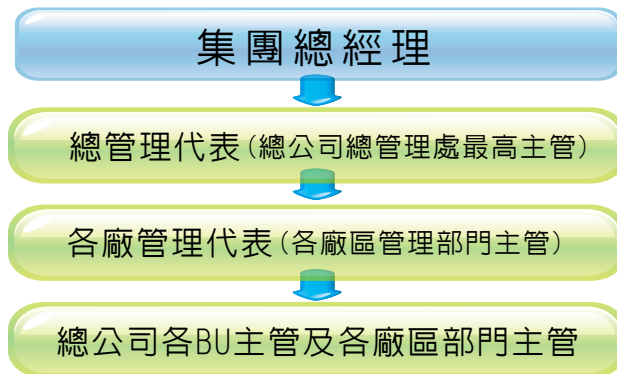 集團總經理
總管理代表(總公司總管理處最高主管)
各廠管理代表(各廠區管理部門主管)
總公司各BU主管及各廠區部門主管